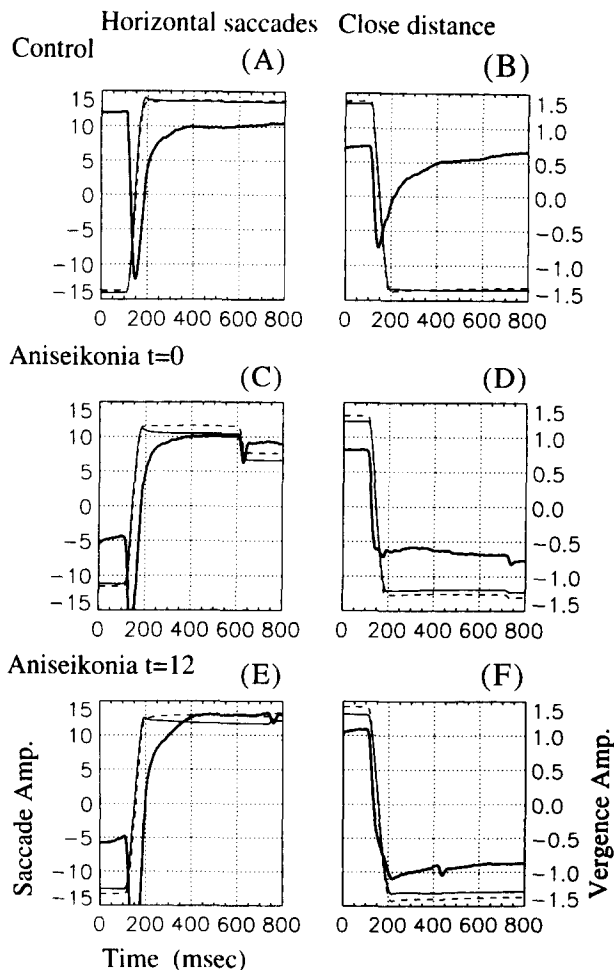 Horizontal saccades Close distance
Control
(A) (B)
15 1.5
10 1.0
5 0.5
0 0.0
−5 −0.5
−10 −1.0
−15 −1.5
0 200 400 600 800 0 200 400 600 800
Aniseikonia t=0
(C) (D)
15 1.5
10 1.0
5 0.5
0 0.0
−5 −0.5
−10 −1.0
−15 −1.5
0 200 400 600 800 0 200 400 600 800
Aniseikonia t=12
(E) (F)
15 1.5
10 1.0
5 0.5
0 0.0
−5 −0.5
−10 −1.0
−15 −1.5
0 200 400 600 800 0 200 400 600 800
Saccade Amp.
Vergence Amp.
Time (msec)